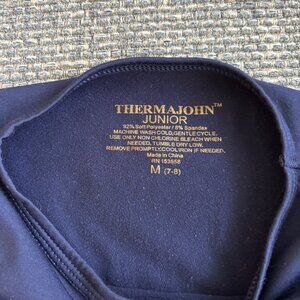 THERMAJOHN™
JUNIOR
92% Soft Polyester / 8% Spandex
MACHINE WASH COLD, GENTLE CYCLE.
USE ONLY NON CHLORINE BLEACH WHEN
NEEDED, TUMBLE DRY LOW.
REMOVE PROMPTLY, COOL IRON IF NEEDED.
Made in China
RN 153558
M (7-8)